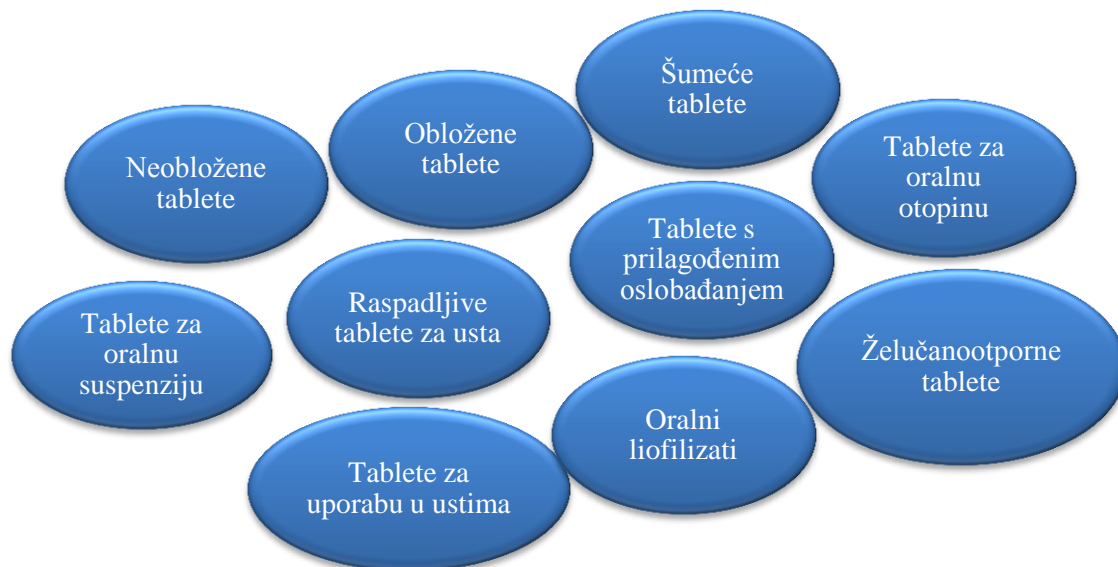 Šumeće
tablete
Obložene
tablete
Neobložene
tablete
Tablete za
oralnu
otopinu
Tablete s
prilagođenim
oslobađanjem
Raspadljive
tablete za usta
Tablete za
oralnu
suspenziju
Želučanootporne
tablete
Oralni
liofilizati
Tablete za
uporabu u ustima